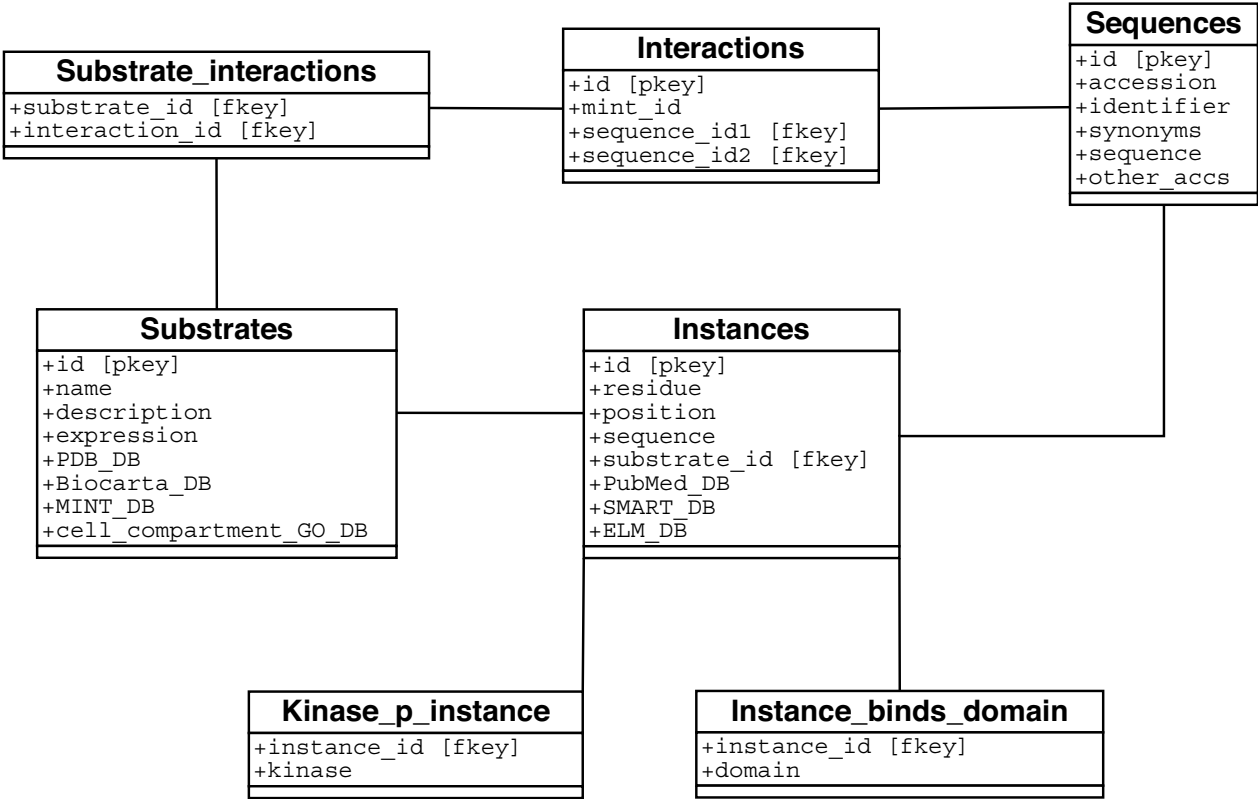 Substrate_interactions
+substrate_id [fkey]
+interaction_id [fkey]
Interactions
+id [pkey]
+mint_id
+sequence_id1 [fkey]
+sequence_id2 [fkey]
Sequences
+id [pkey]
+accession
+identifier
+synonyms
+sequence
+other_accs
Substrates
+id [pkey]
+name
+description
+expression
+PDB_DB
+Biocarta_DB
+MINT_DB
+cell_compartment_GO_DB
Instances
+id [pkey]
+residue
+position
+sequence
+substrate_id [fkey]
+PubMed_DB
+SMART_DB
+ELM_DB
Kinase_p_instance
+instance_id [fkey]
+kinase
Instance_binds_domain
+instance_id [fkey]
+domain